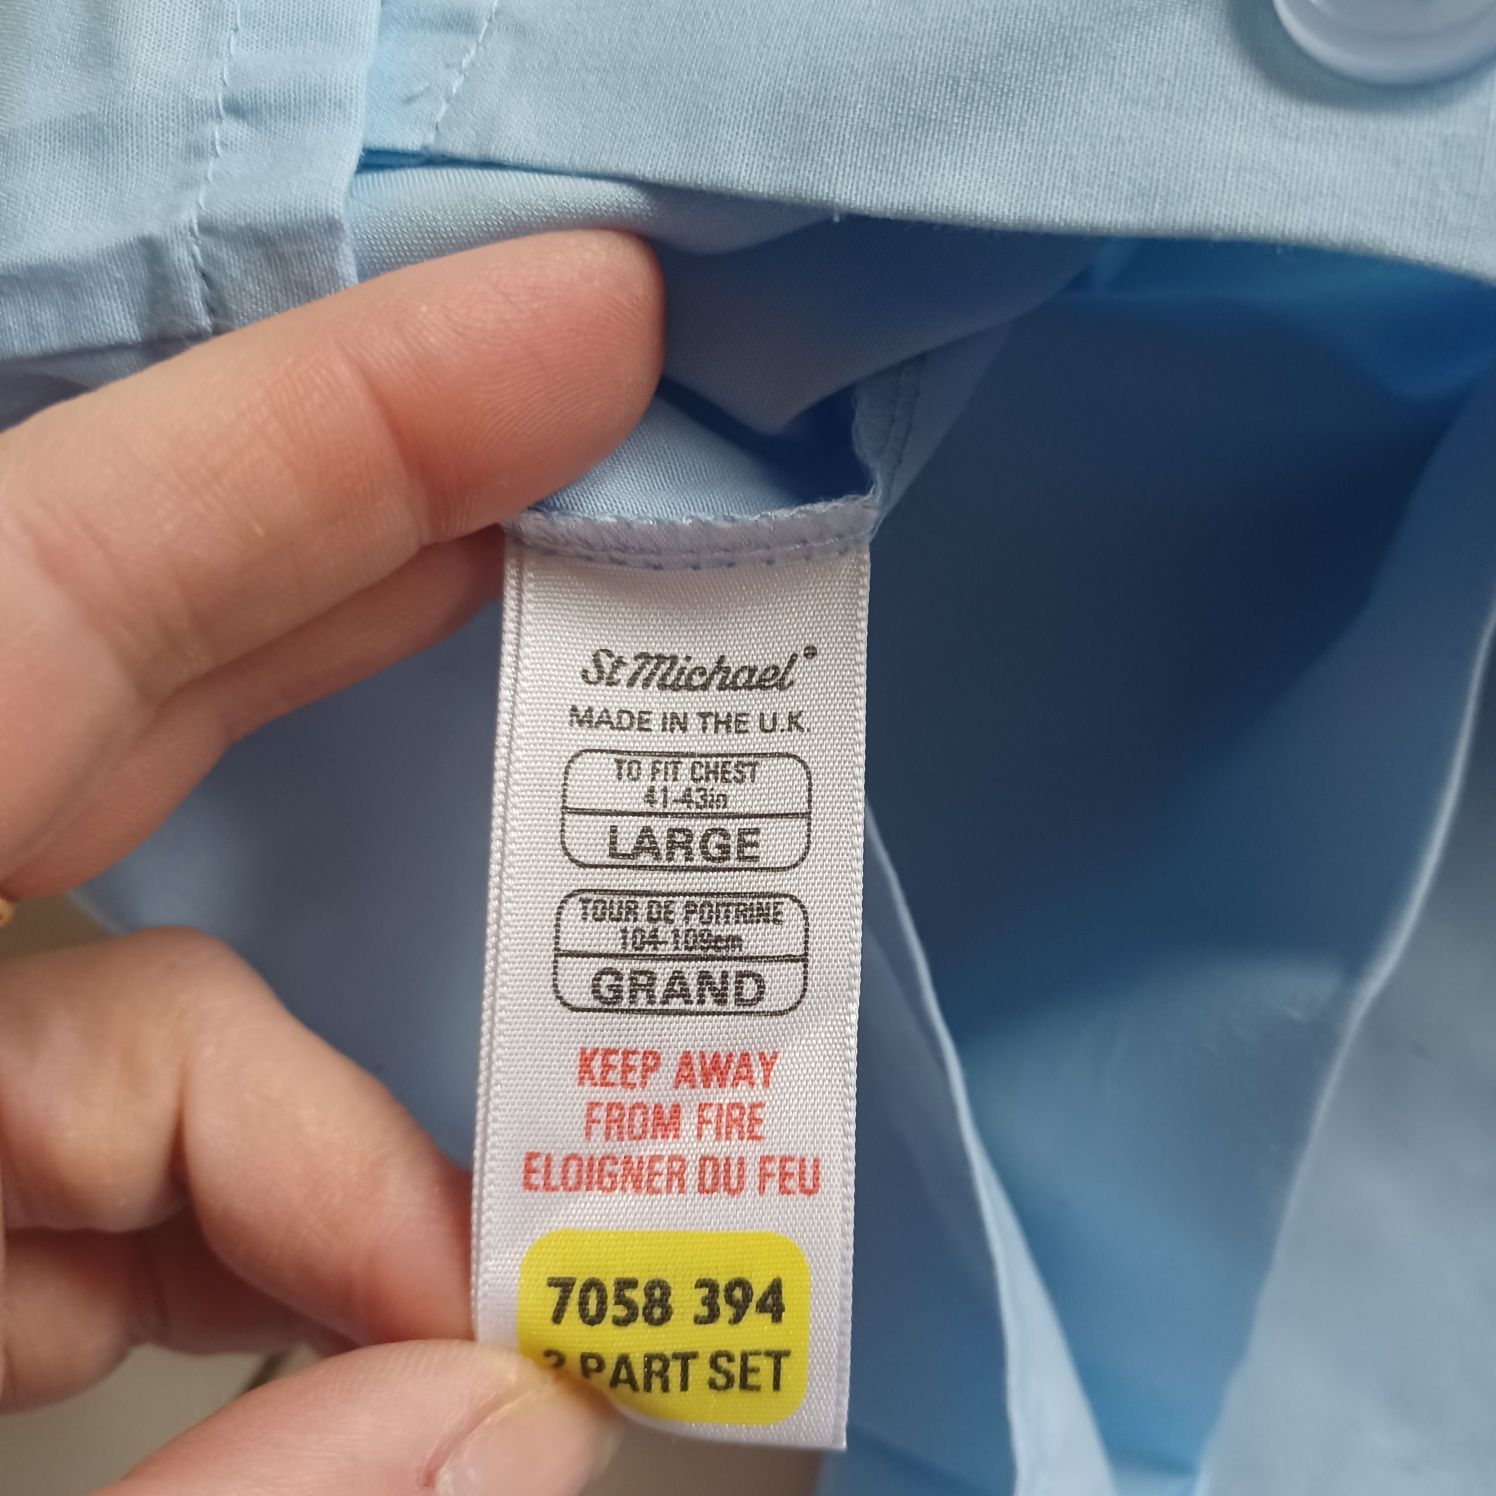 St Michael®
MADE IN THE U.K.
TO FIT CHEST
41-43in
LARGE
TOUR DE POITRINE
104-109cm
GRAND
KEEP AWAY
FROM FIRE
ELOIGNER DU FEU
7058 394
PART SET